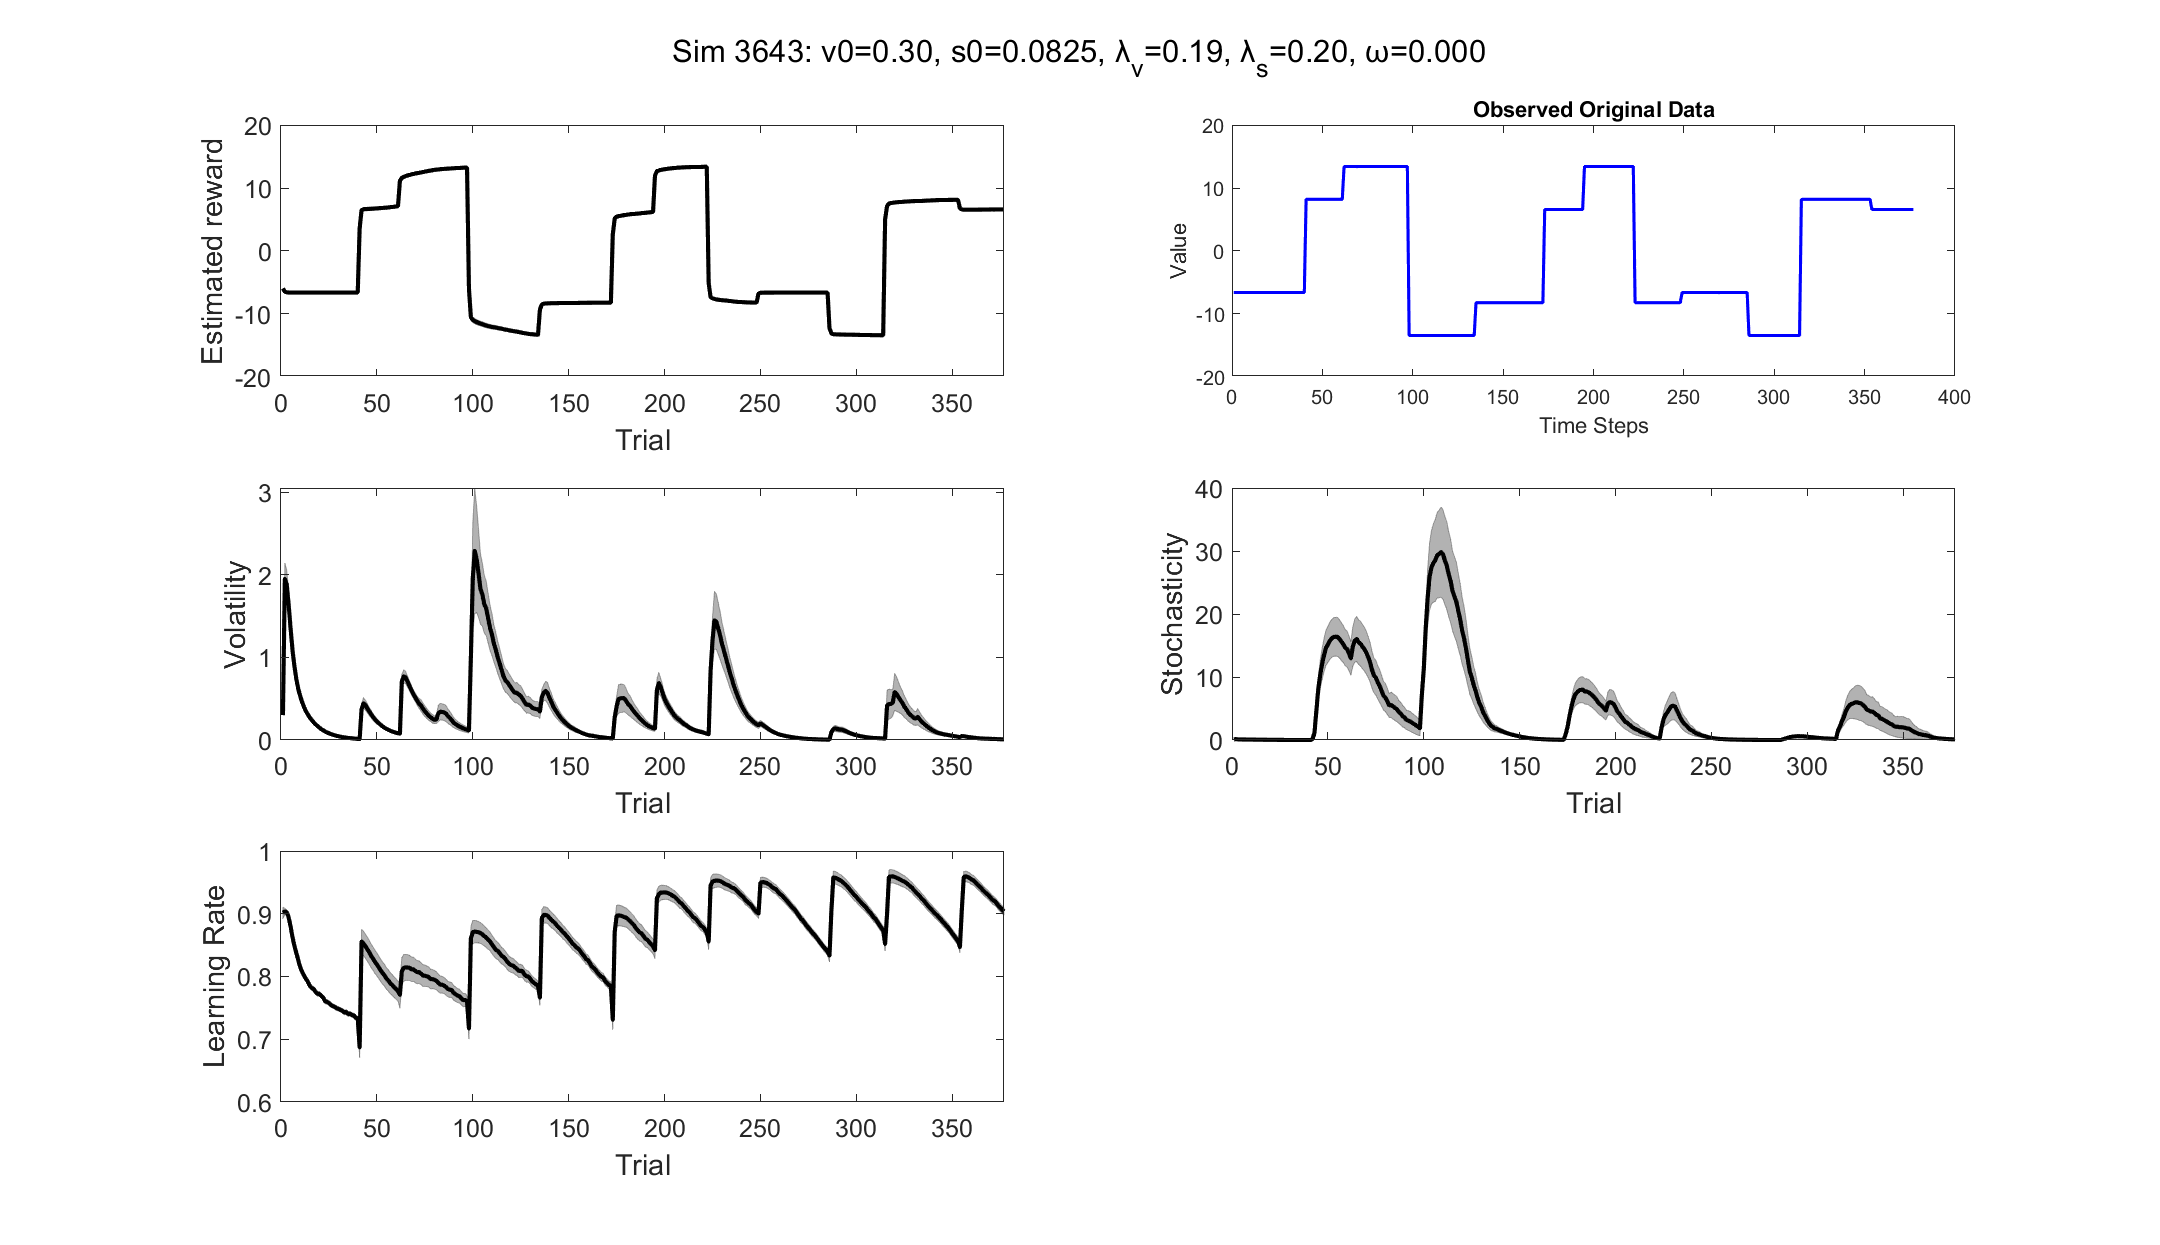 Sim 3643: v0=0.30, s0=0.0825, λ_v=0.19, λ_s=0.20, ω=0.000
Estimated reward
20
10
0
-10
-20
0 50 100 150 200 250 300 350
Trial
Observed Original Data
Value
20
10
0
-10
-20
0 50 100 150 200 250 300 350 400
Time Steps
Volatility
3
2
1
0
0 50 100 150 200 250 300 350
Trial
Stochasticity
40
30
20
10
0
0 50 100 150 200 250 300 350
Trial
Learning Rate
1
0.9
0.8
0.7
0.6
0 50 100 150 200 250 300 350
Trial